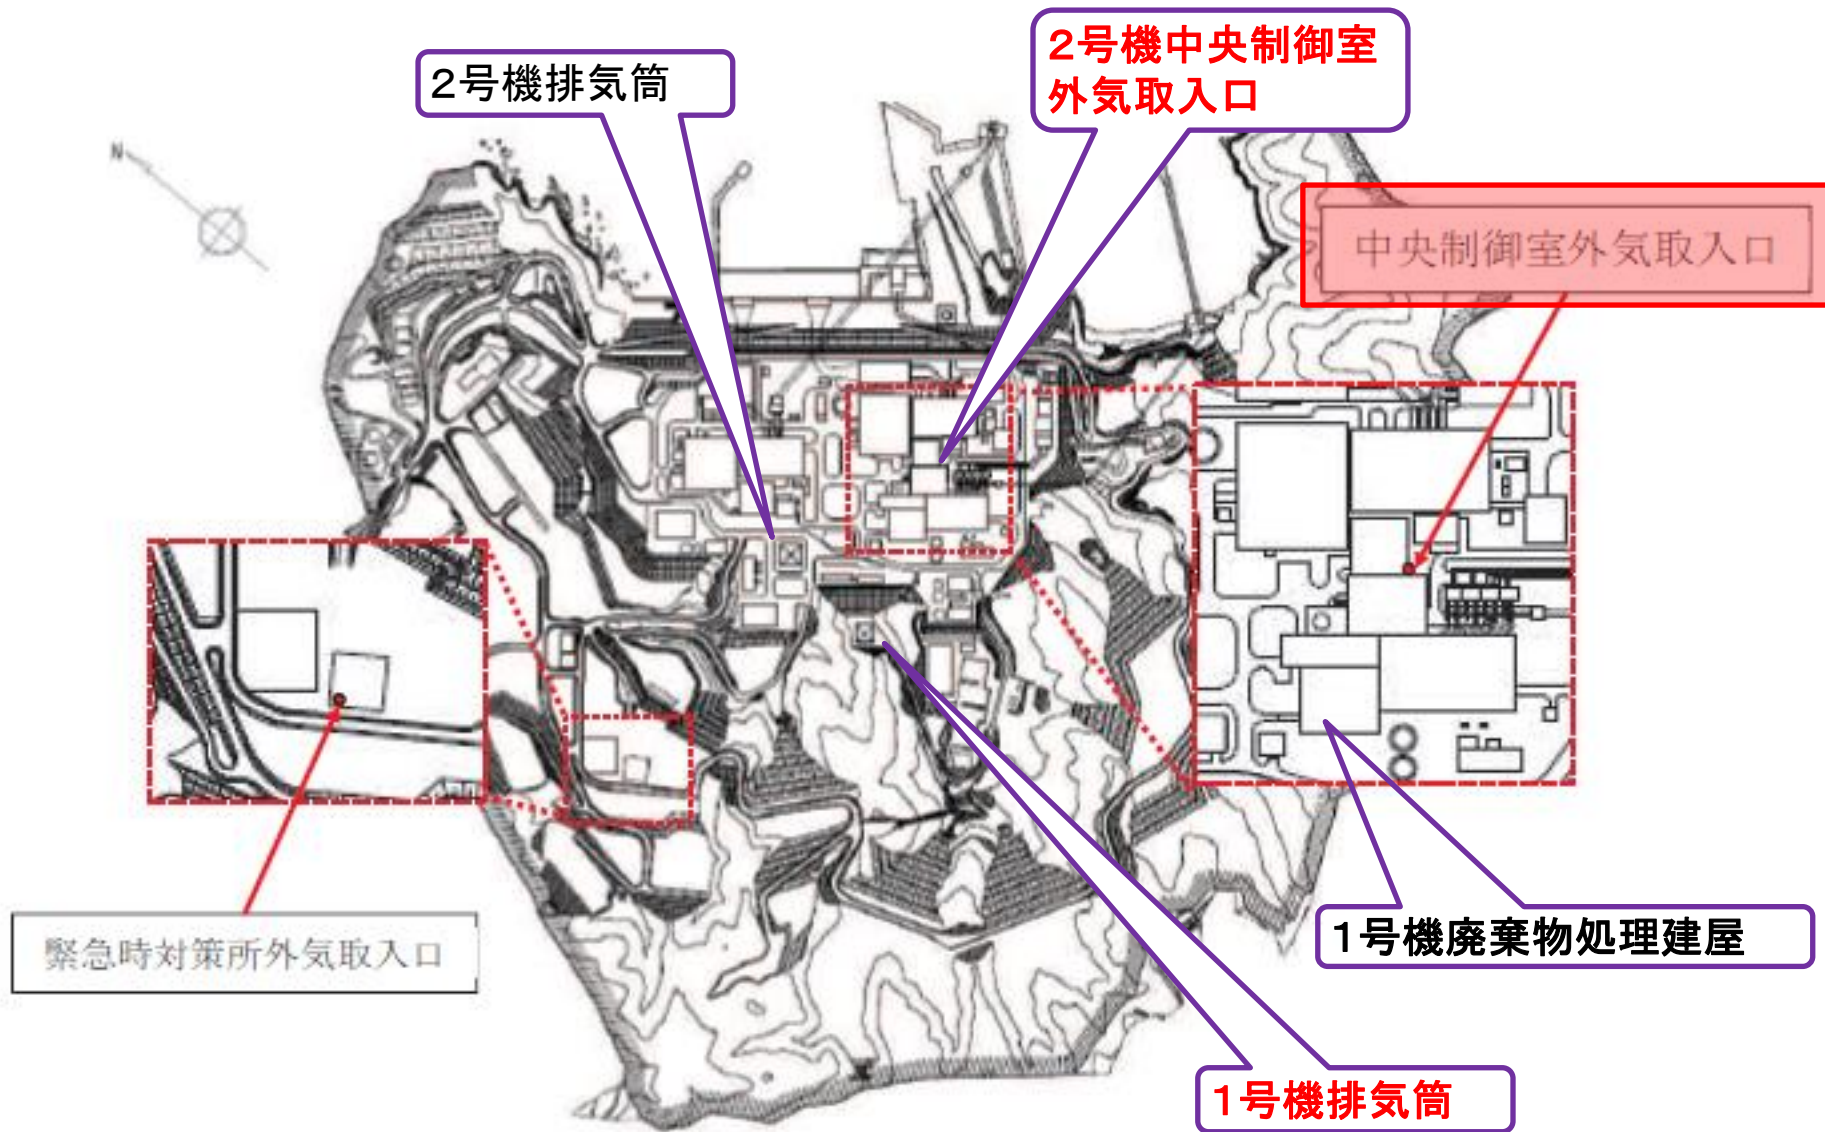 2号機排気筒
2号機中央制御室
外気取入口
N
中央制御室外気取入口
緊急時対策所外気取入口
1号機廃棄物処理建屋
1号機排気筒